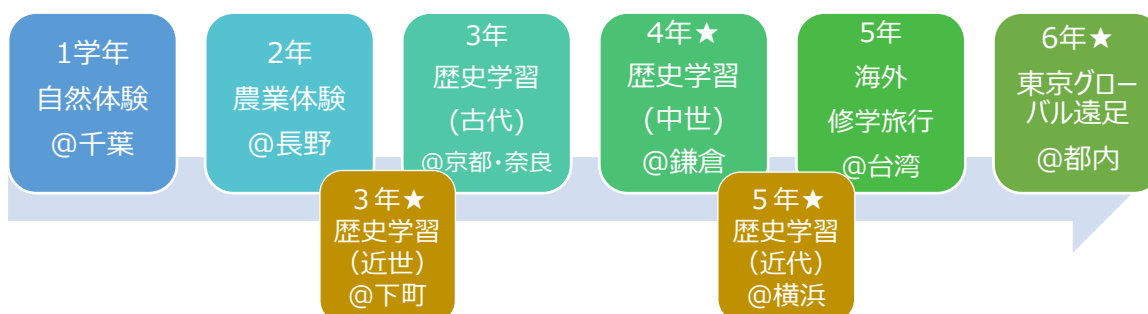 1学年
自然体験
@千葉
2年
農業体験
@長野
3年
歴史学習
(古代)
@京都・奈良
4年★
歴史学習
(中世)
@鎌倉
5年
海外
修学旅行
@台湾
6年★
東京グロー
バル遠足
@都内
３年★
歴史学習
（近世）
@下町
５年★
歴史学習
（近代）
@横浜